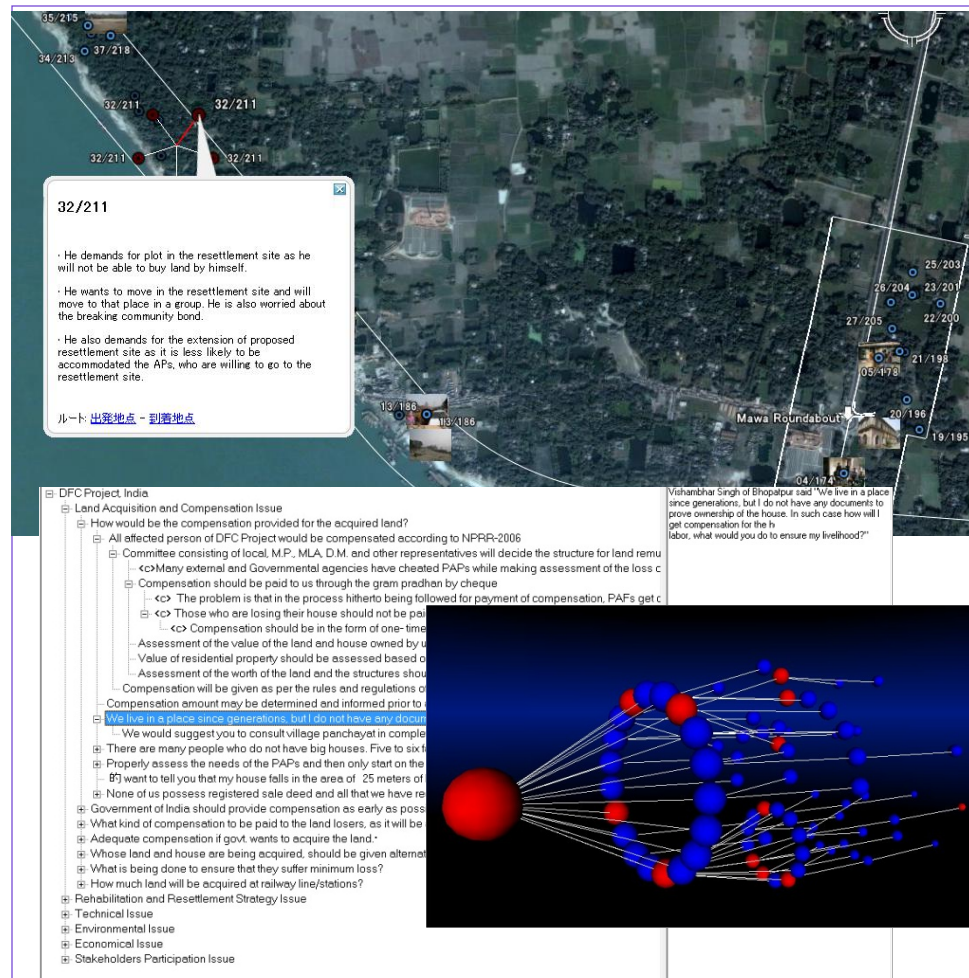 35/215
37/218
34/213
32/211
32/211
32/211
32/211
32/211
· He demands for plot in the resettlement site as he
will not be able to buy land by himself.
· He wants to move in the resettlement site and will
move to that place in a group. He is also worried about
the breaking community bond.
· He also demands for the extension of proposed
resettlement site as it is less likely to be
accommodated the APs, who are willing to go to the
resettlement site.
ルート: 出発地点 - 到着地点
25/203
26/204
23/201
22/200
27/205
21/198
05/178
13/186
13/186
Mawa Roundabout
20/196
19/195
04/174
DFC Project, India
Land Acquisition and Compensation Issue
How would be the compensation provided for the acquired land?
All affected person of DFC Project would be compensated according to NPRR-2006
Committee consisting of local, M.P., MLA, D.M. and other representatives will decide the structure for land remu
<c>Many external and Governmental agencies have cheated PAPs while making assessment of the loss c
Compensation should be paid to us through the gram pradhan by cheque
<c> The problem is that in the process hitherto being followed for payment of compensation, PAFs get c
<c> Those who are losing their house should not be pai
<c> Compensation should be in the form of one-time
Assessment of the value of the land and house owned by u
Value of residential property should be assessed based o
Assessment of the worth of the land and the structures shou
Compensation will be given as per the rules and regulations o
Compensation amount may be determined and informed prior to
We live in a place since generations, but I do not have any docum
We would suggest you to consult village panchayat in comple
There are many people who do not have big houses. Five to six f
Properly assess the needs of the PAPs and then only start on the
的 want to tell you that my house falls in the area of 25 meters of
None of us possess registered sale deed and all that we have re
Government of India should provide compensation as early as poss
What kind of compensation to be paid to the land losers, as it will be
Adequate compensation if govt. wants to acquire the land.
Whose land and house are being acquired, should be given alternat
What is being done to ensure that they suffer minimum loss?
How much land will be acquired at railway line/stations?
Rehabilitation and Resettlement Strategy Issue
Technical Issue
Environmental Issue
Economical Issue
Stakeholders Participation Issue
Vishambhar Singh of Bhopatpur said "We live in a place
since generations, but I do not have any documents to
prove ownership of the house. In such case how will I
get compensation for the h
labor, what would you do to ensure my livelihood?"